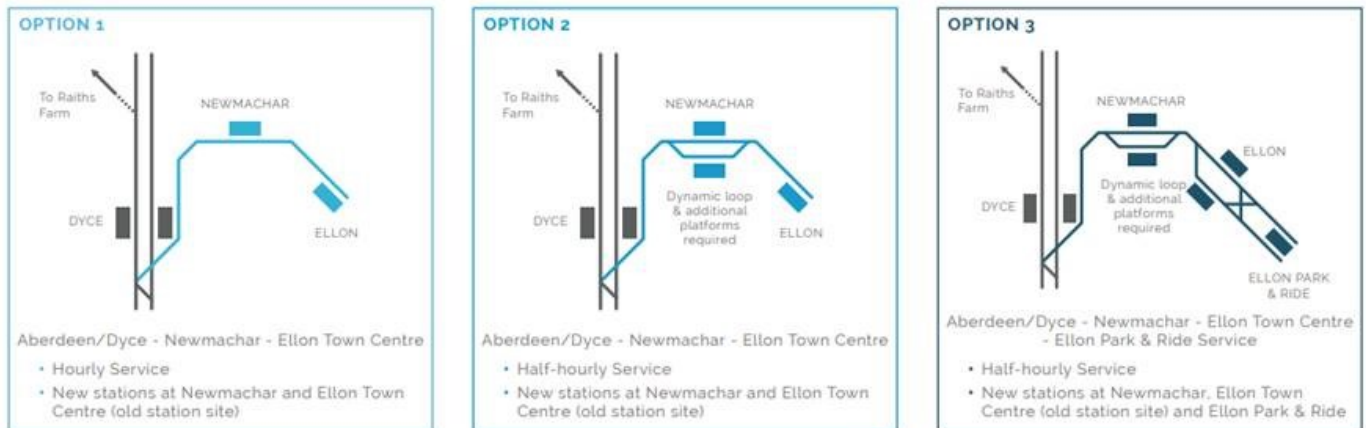 OPTION 1
To Raiths
Farm
NEWMACHAR
DYCE
ELLON
Aberdeen/Dyce - Newmachar - Ellon Town Centre
• Hourly Service
• New stations at Newmachar and Ellon Town
Centre (old station site)
OPTION 2
To Raiths
Farm
NEWMACHAR
DYCE
Dynamic loop
& additional
platforms
required
ELLON
Aberdeen/Dyce - Newmachar - Ellon Town Centre
• Half-hourly Service
• New stations at Newmachar and Ellon Town
Centre (old station site)
OPTION 3
To Raiths
Farm
NEWMACHAR
ELLON
DYCE
Dynamic loop
& additional
platforms
required
ELLON PARK
& RIDE
Aberdeen/Dyce - Newmachar - Ellon Town Centre
- Ellon Park & Ride Service
• Half-hourly Service
• New stations at Newmachar, Ellon Town
Centre (old station site) and Ellon Park & Ride